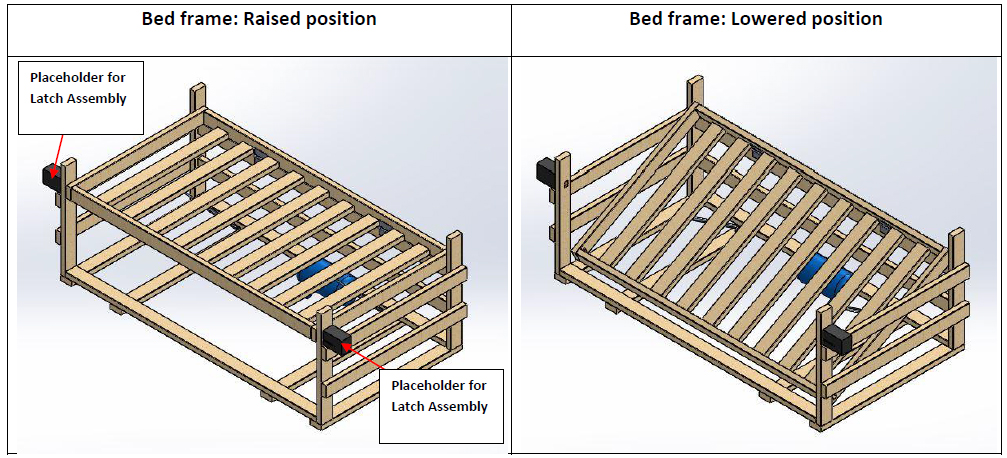 Bed frame: Raised position
Bed frame: Lowered position
Placeholder for
Latch Assembly
Placeholder for
Latch Assembly